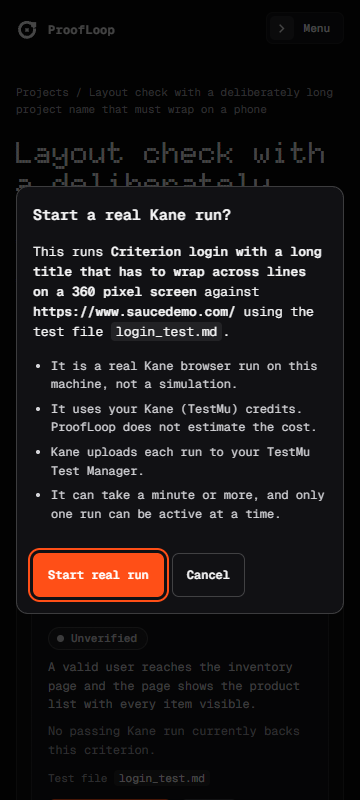 ProofLoop
Menu
Projects / Layout check with a deliberately long
project name that must wrap on a phone
Layout check with
a deliberately
Start a real Kane run?
This runs Criterion login with a long
title that has to wrap across lines
on a 360 pixel screen against
https://www.saucedemo.com/ using the
test file login_test.md.
• It is a real Kane browser run on this
machine, not a simulation.
• It uses your Kane (TestMu) credits.
ProofLoop does not estimate the cost.
• Kane uploads each run to your TestMu
Test Manager.
• It can take a minute or more, and only
one run can be active at a time.
Start real run
Cancel
Unverified
A valid user reaches the inventory
page and the page shows the product
list with every item visible.
No passing Kane run currently backs
this criterion.
Test file login_test.md